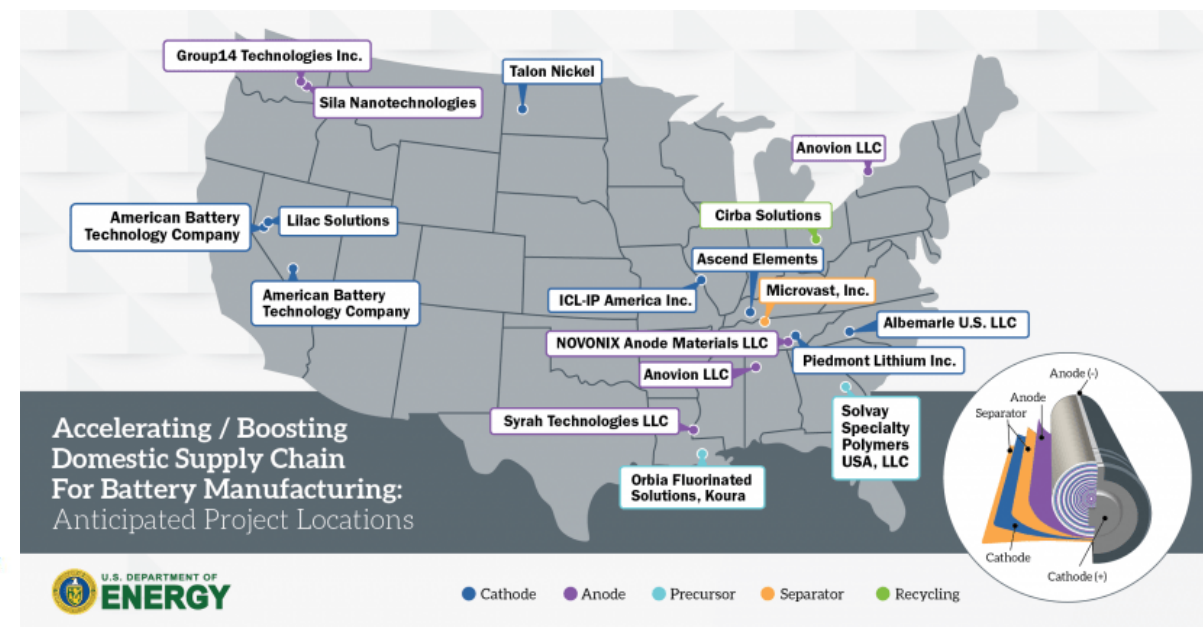 Group14 Technologies Inc.
Sila Nanotechnologies
Talon Nickel
Anovion LLC
American Battery
Technology Company
Lilac Solutions
Cirba Solutions
Ascend Elements
American Battery
Technology Company
ICL-IP America Inc.
Microvast, Inc.
Albemarle U.S. LLC
NOVONIX Anode Materials LLC
Piedmont Lithium Inc.
Anovion LLC
Syrah Technologies LLC
Solvay
Specialty
Polymers
USA, LLC
Orbia Fluorinated
Solutions, Koura
Accelerating / Boosting
Domestic Supply Chain
For Battery Manufacturing:
Anticipated Project Locations
Anode (-)
Anode
Separator
Cathode
Cathode (+)
U.S. DEPARTMENT OF
ENERGY
Cathode
Anode
Precursor
Separator
Recycling